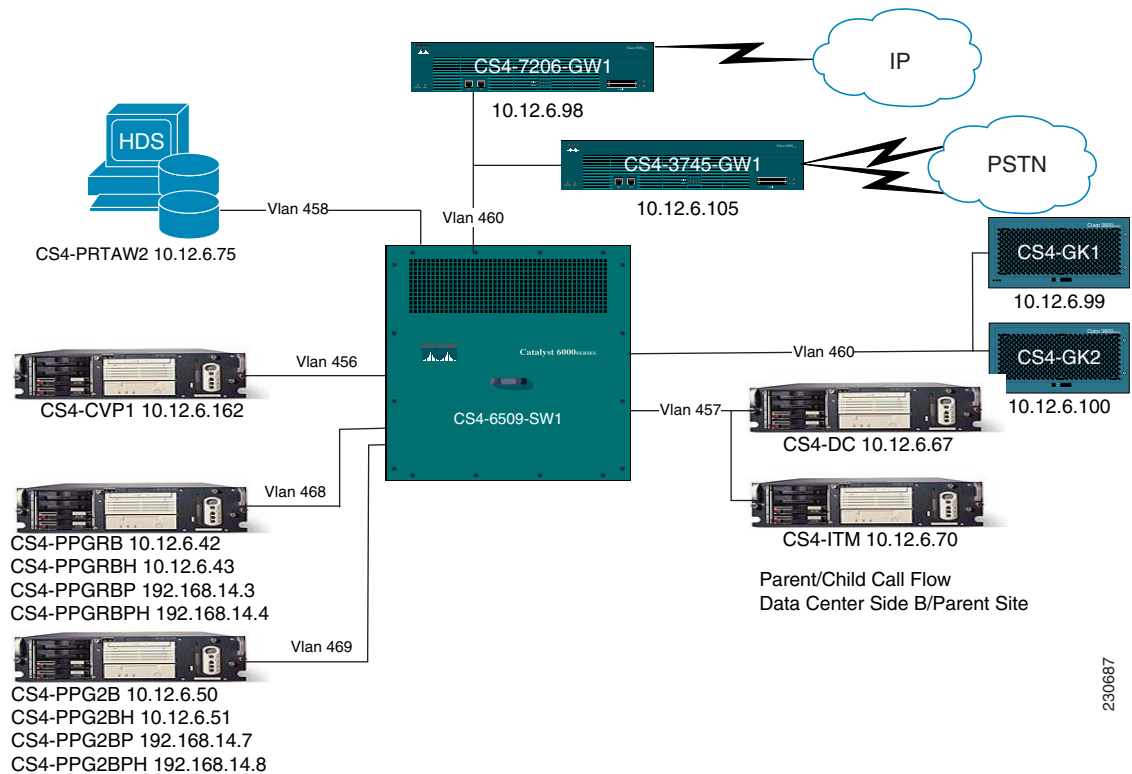 IP
CS4-7206-GW1
10.12.6.98
HDS
CS4-3745-GW1
PSTN
10.12.6.105
Vlan 458
Vlan 460
CS4-PRTAW2 10.12.6.75
CS4-GK1
10.12.6.99
Catalyst 6000SERIES
Vlan 460
CS4-GK2
10.12.6.100
Vlan 456
CS4-CVP1 10.12.6.162
CS4-6509-SW1
Vlan 457
CS4-DC 10.12.6.67
Vlan 468
CS4-PPGRB 10.12.6.42
CS4-PPGRBH 10.12.6.43
CS4-PPGRBP 192.168.14.3
CS4-PPGRBPH 192.168.14.4
CS4-ITM 10.12.6.70
Parent/Child Call Flow
Data Center Side B/Parent Site
Vlan 469
CS4-PPG2B 10.12.6.50
CS4-PPG2BH 10.12.6.51
CS4-PPG2BP 192.168.14.7
CS4-PPG2BPH 192.168.14.8
230687